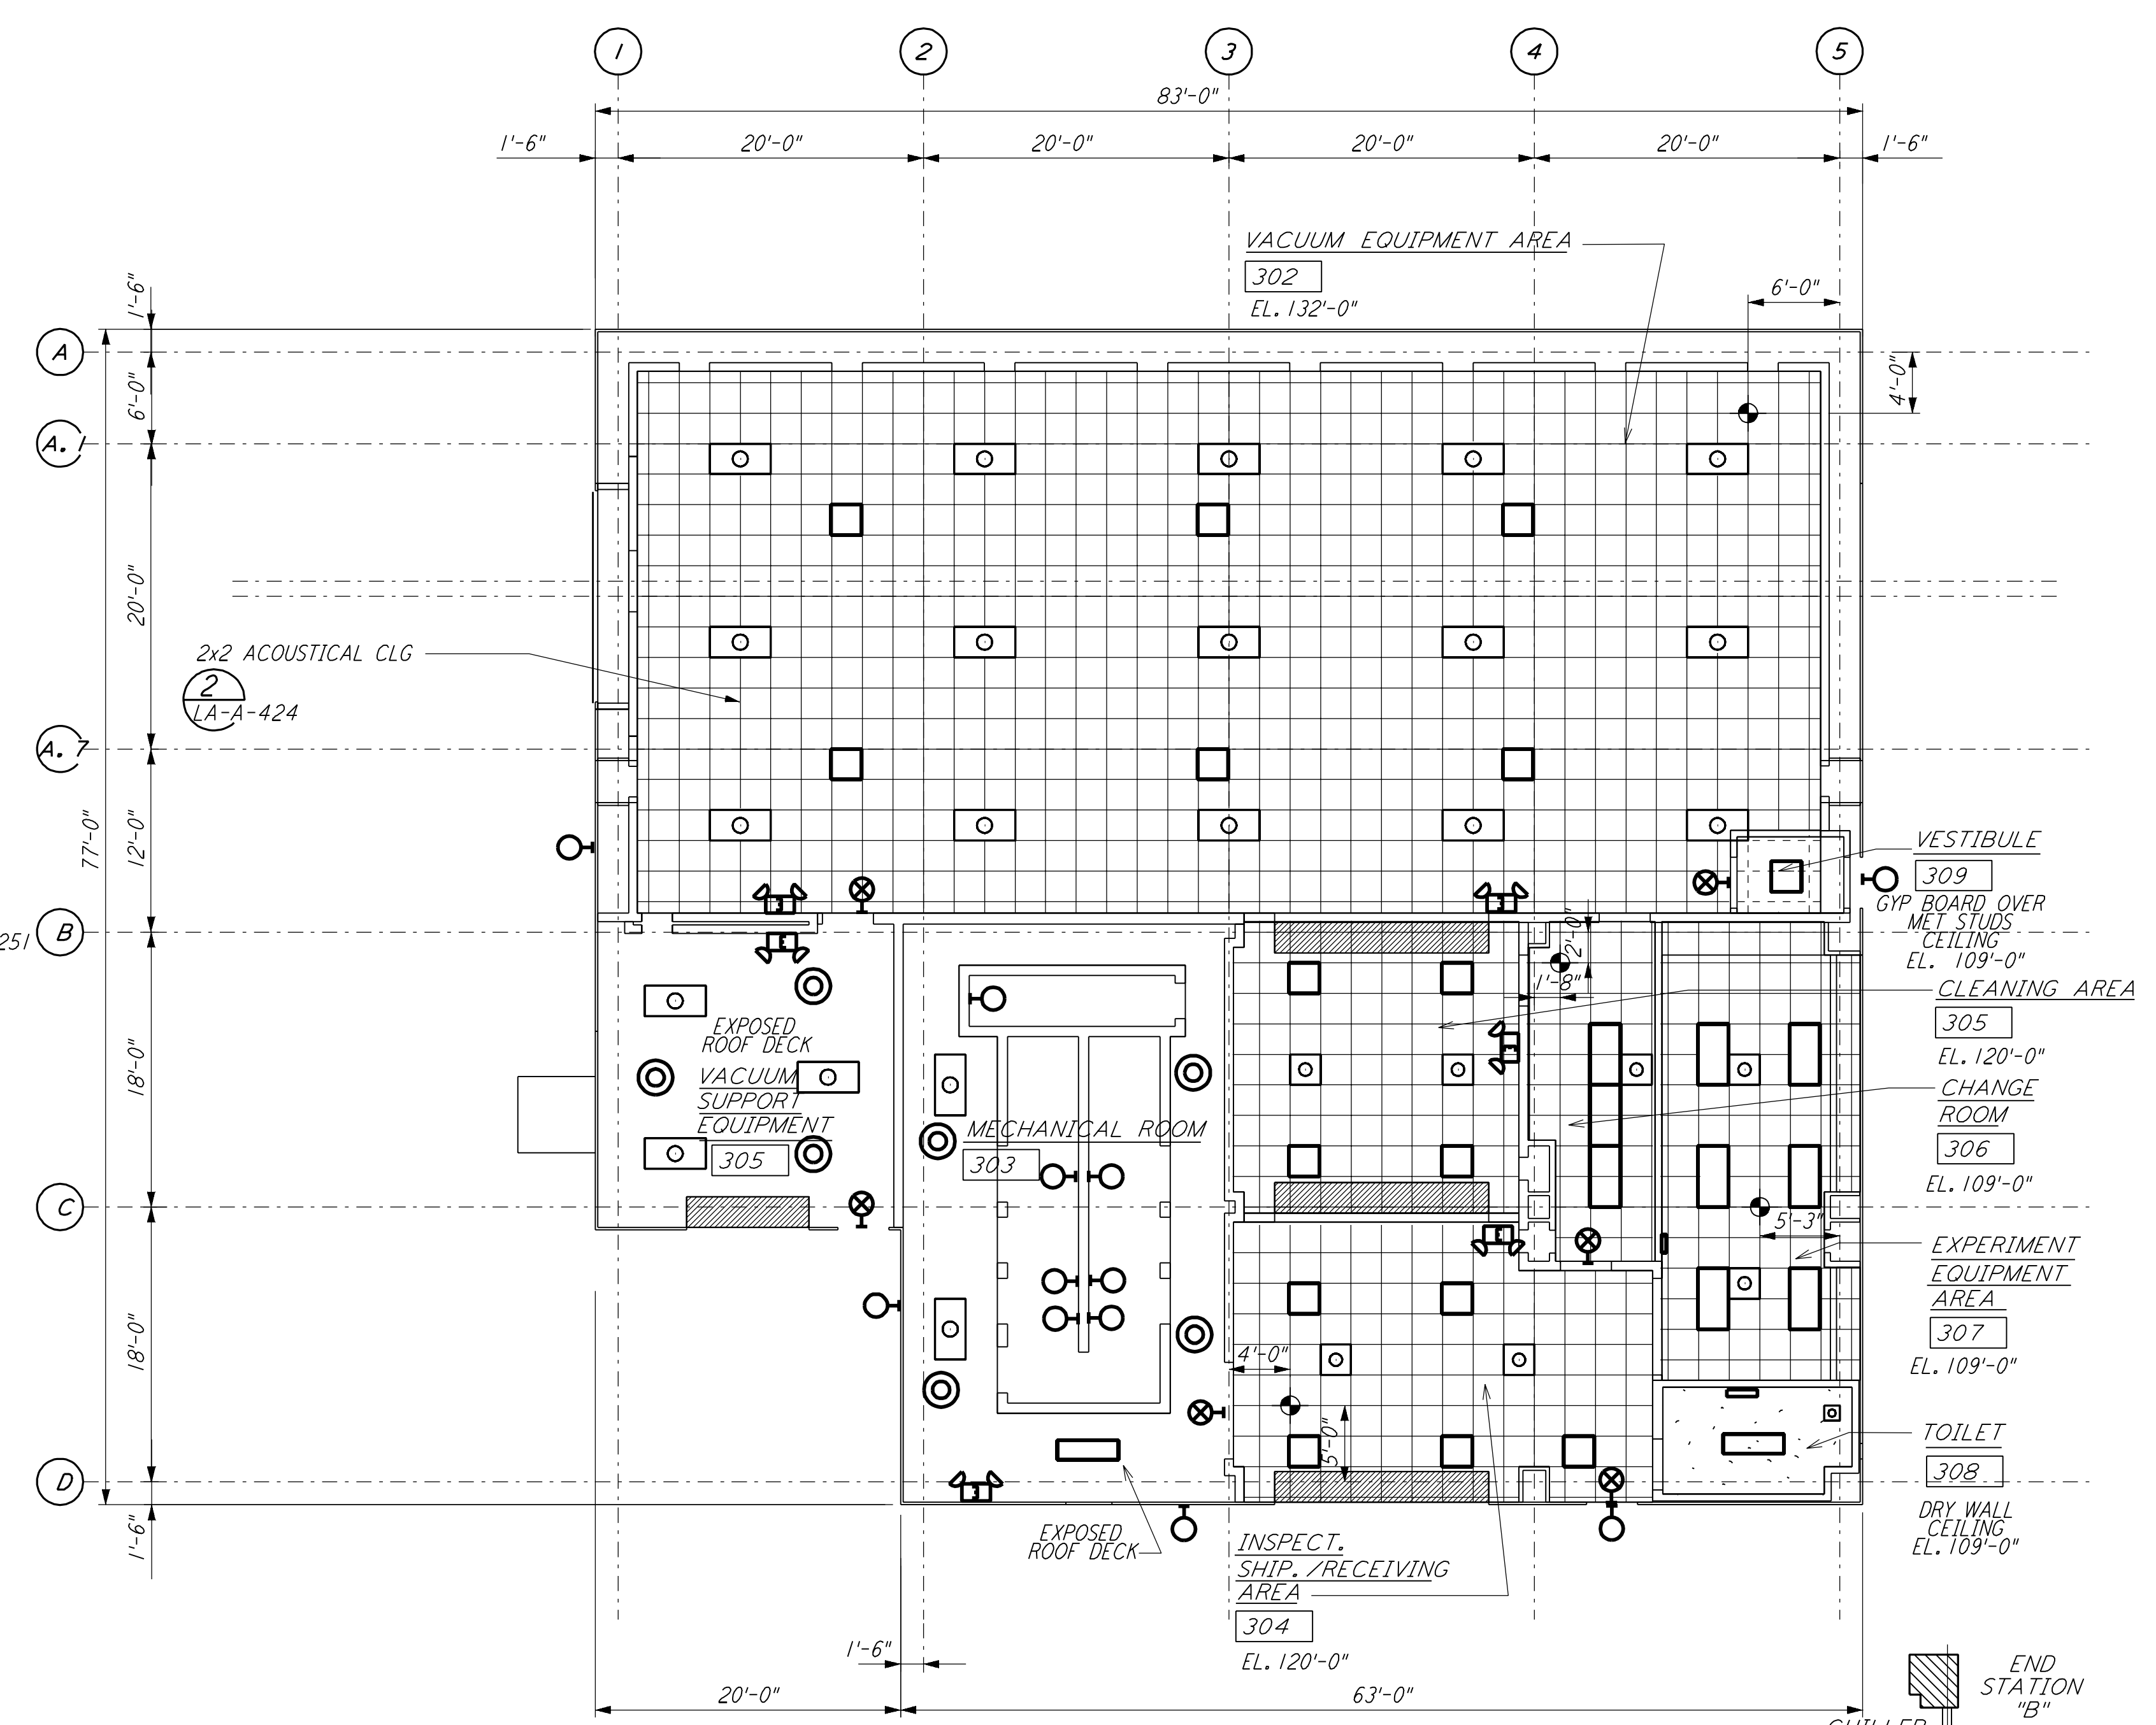 1
2
3
4
5
83'-0"
1'-6"
20'-0"
20'-0"
20'-0"
20'-0"
1'-6"
VACUUM EQUIPMENT AREA
302
EL. 132'-0"
6'-0"
4'-0"
A
A.1
A.7
B
C
D
1'-6"
6'-0"
20'-0"
12'-0"
77'-0"
18'-0"
18'-0"
1'-6"
251
2x2 ACOUSTICAL CLG
2
LA-A-424
VESTIBULE
309
GYP BOARD OVER
MET STUDS
CEILING
EL. 109'-0"
2'-0"
1'-8"
CLEANING AREA
305
EL. 120'-0"
CHANGE
ROOM
306
EL. 109'-0"
EXPOSED
ROOF DECK
VACUUM
SUPPORT
EQUIPMENT
305
MECHANICAL ROOM
303
5'-3"
EXPERIMENT
EQUIPMENT
AREA
307
EL. 109'-0"
4'-0"
5'-0"
TOILET
308
DRY WALL
CEILING
EL. 109'-0"
EXPOSED
ROOF DECK
INSPECT.
SHIP./RECEIVING
AREA
304
EL. 120'-0"
1'-6"
20'-0"
63'-0"
END
STATION
"B"
CHILLER